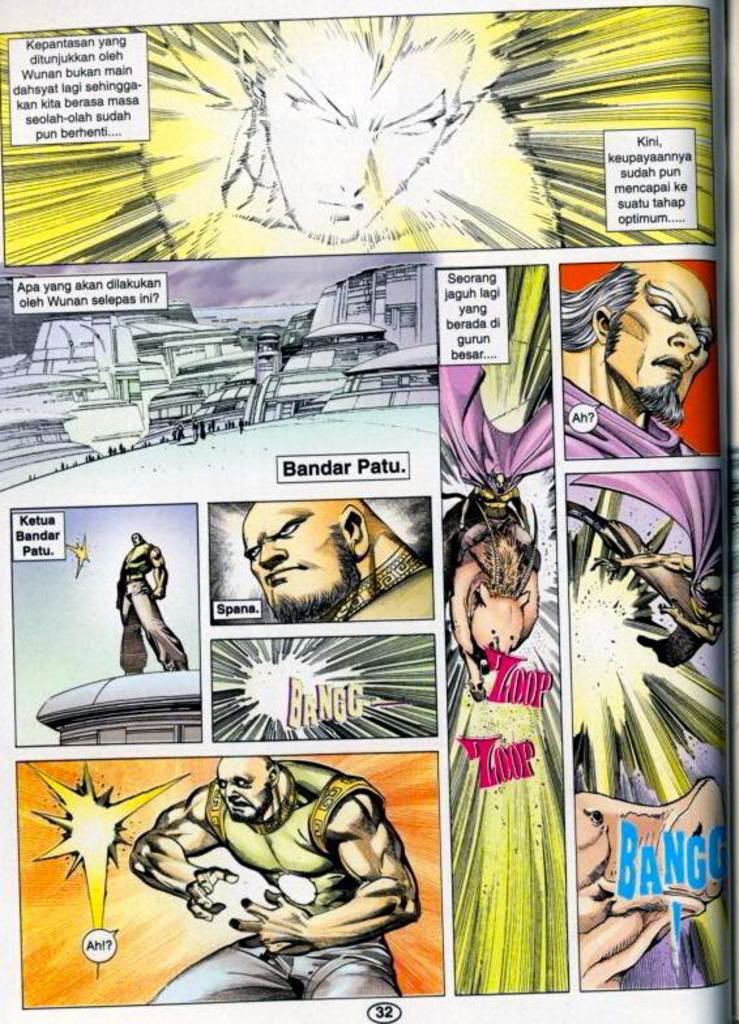 Kepantasan yang
ditunjukkan oleh
Wunan bukan main
dahsyat lagi sehingga-
kan kita berasa masa
seolah-olah sudah
pun berhenti....
Kini,
keupayaannya
sudah pun
mencapai ke
suatu tahap
optimum.....
Apa yang akan dilakukan
oleh Wunan selepas ini?
Bandar Patu.
Seorang
jaguh lagi
yang
berada di
gurun
besar....
Ah?
Ketua
Bandar
Patu.
Spana.
BANGG
ZOOP
ZOOP
BANGG
!
Ah!?
32